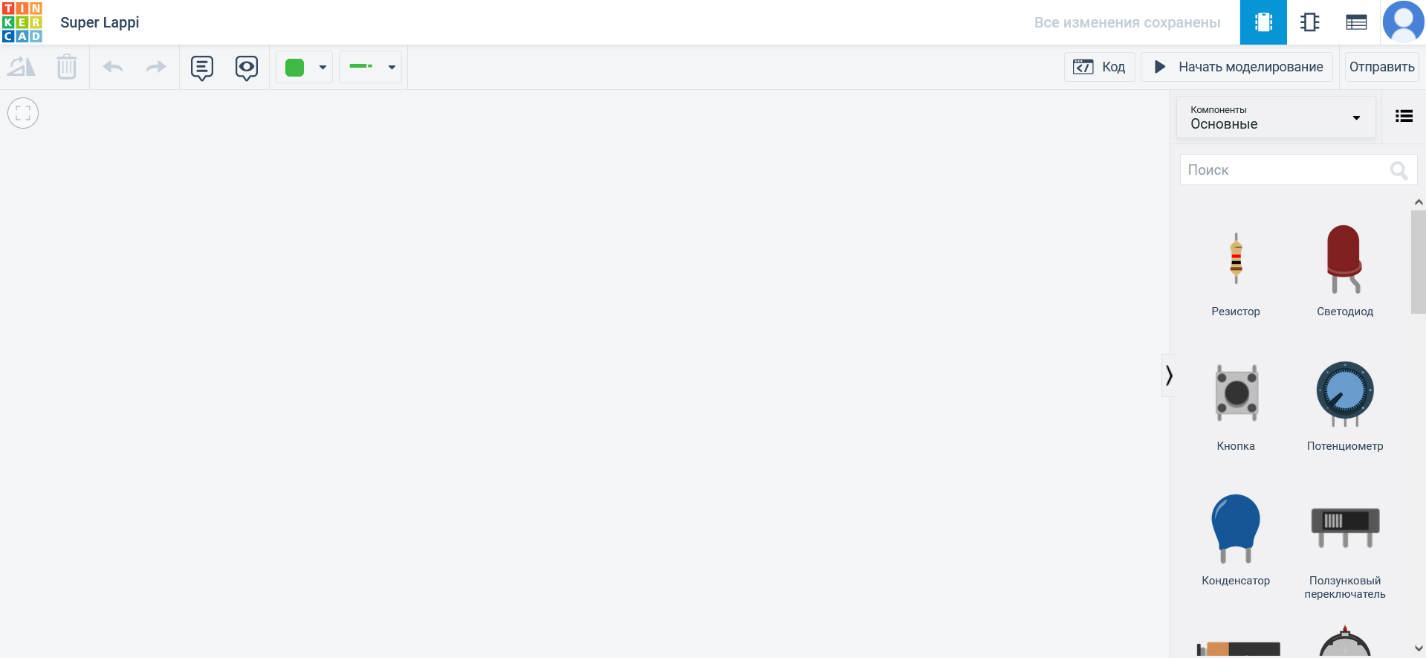 TIN
KER
CAD
Super Lappi
Все изменения сохранены
Код
Начать моделирование
Отправить
Компоненты
Основные
Поиск
Резистор
Светодиод
Кнопка
Потенциометр
Конденсатор
Ползунковый
переключатель